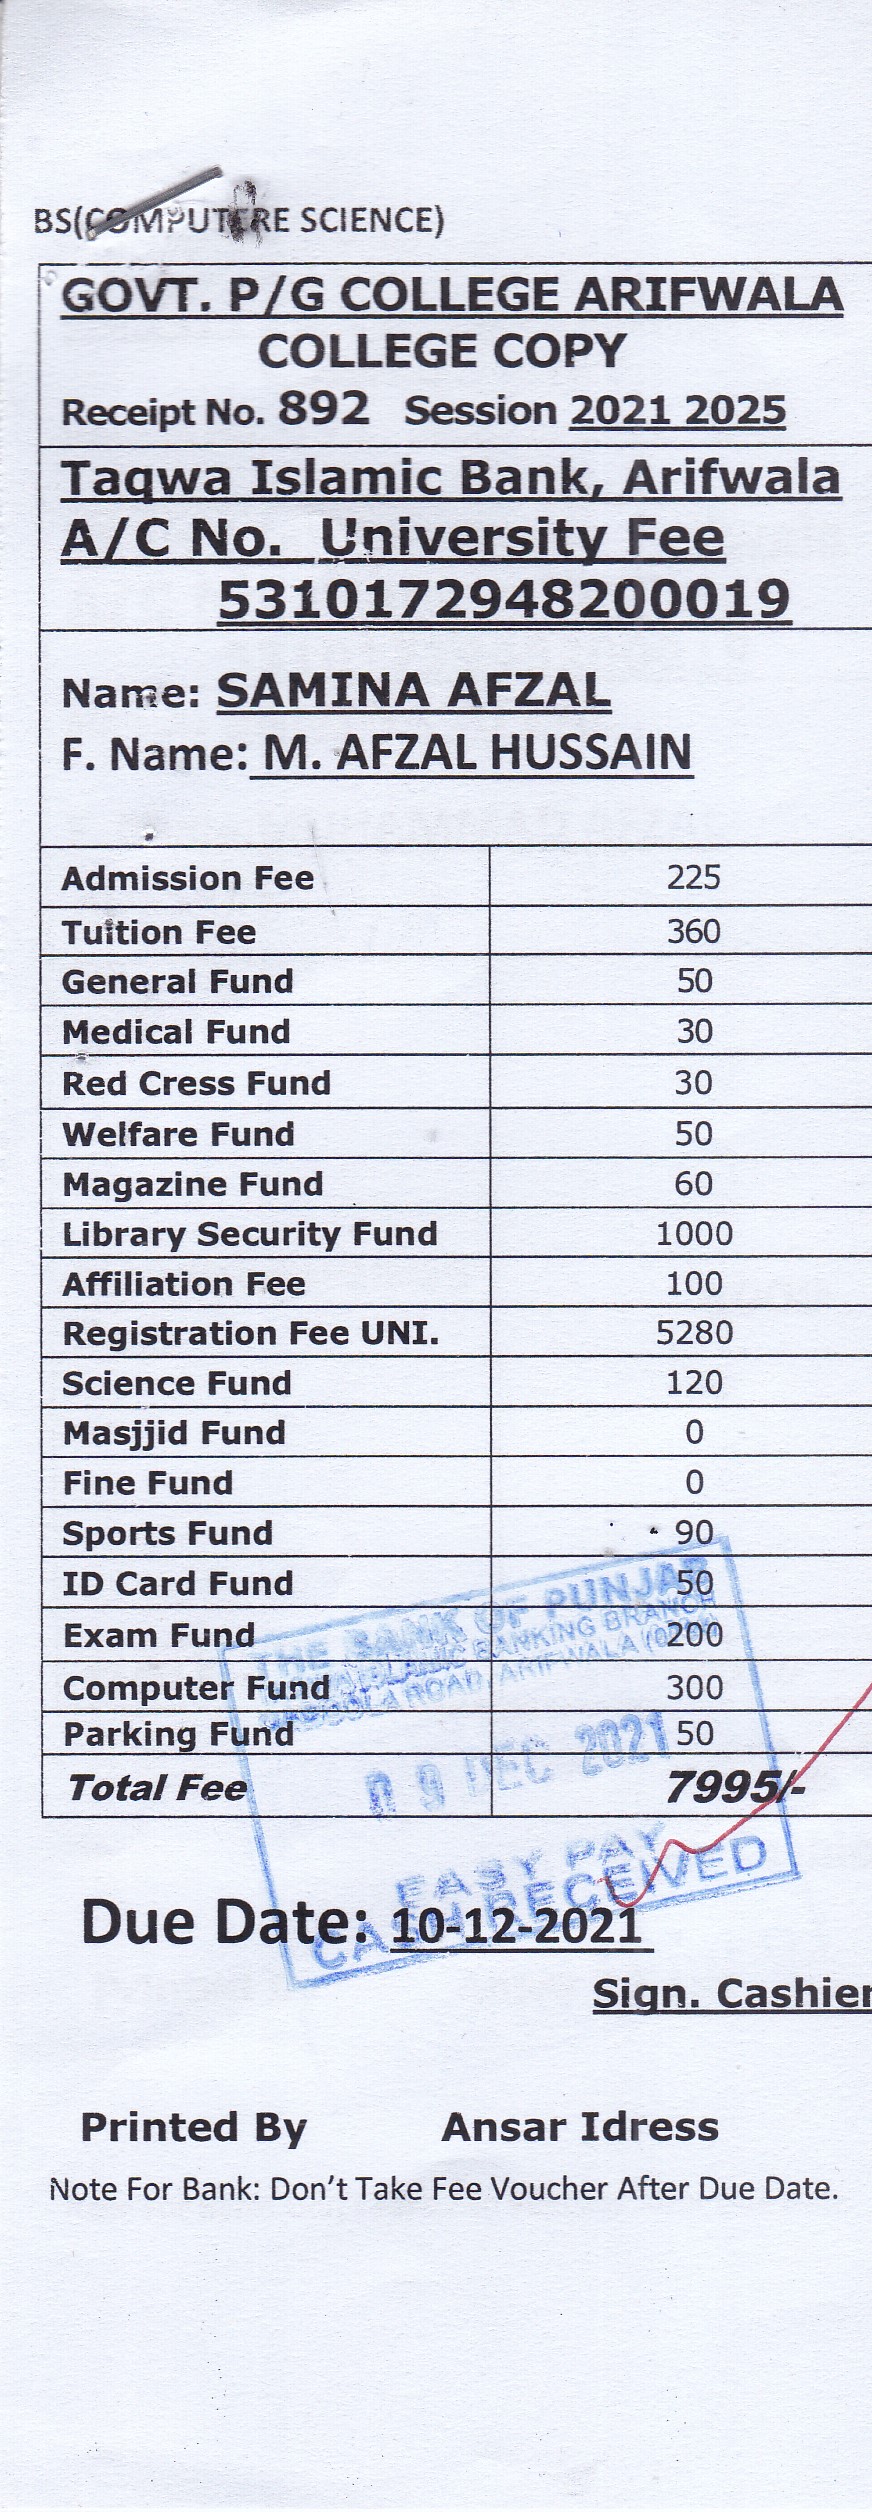 BS(COMPUTERE SCIENCE)
GOVT. P/G COLLEGE ARIFWALA
COLLEGE COPY
Receipt No. 892 Session 2021 2025
Taqwa Islamic Bank, Arifwala
A/C No. University Fee
5310172948200019
Name: SAMINA AFZAL
F. Name: M. AFZAL HUSSAIN
Admission Fee 225
Tuition Fee 360
General Fund 50
Medical Fund 30
Red Cress Fund 30
Welfare Fund 50
Magazine Fund 60
Library Security Fund 1000
Affiliation Fee 100
Registration Fee UNI. 5280
Science Fund 120
Masjjid Fund 0
Fine Fund 0
Sports Fund 90
ID Card Fund 50
Exam Fund 200
Computer Fund 300
Parking Fund 50
Total Fee 7995/-
THE BANK OF PUNJAB
ISLAMIC BANKING BRANCH
ROAD, ARIFWALA
09 DEC 2021
EASY PAY
CASH RECEIVED
Due Date: 10-12-2021
Sign. Cashier
Printed By Ansar Idress
Note For Bank: Don't Take Fee Voucher After Due Date.